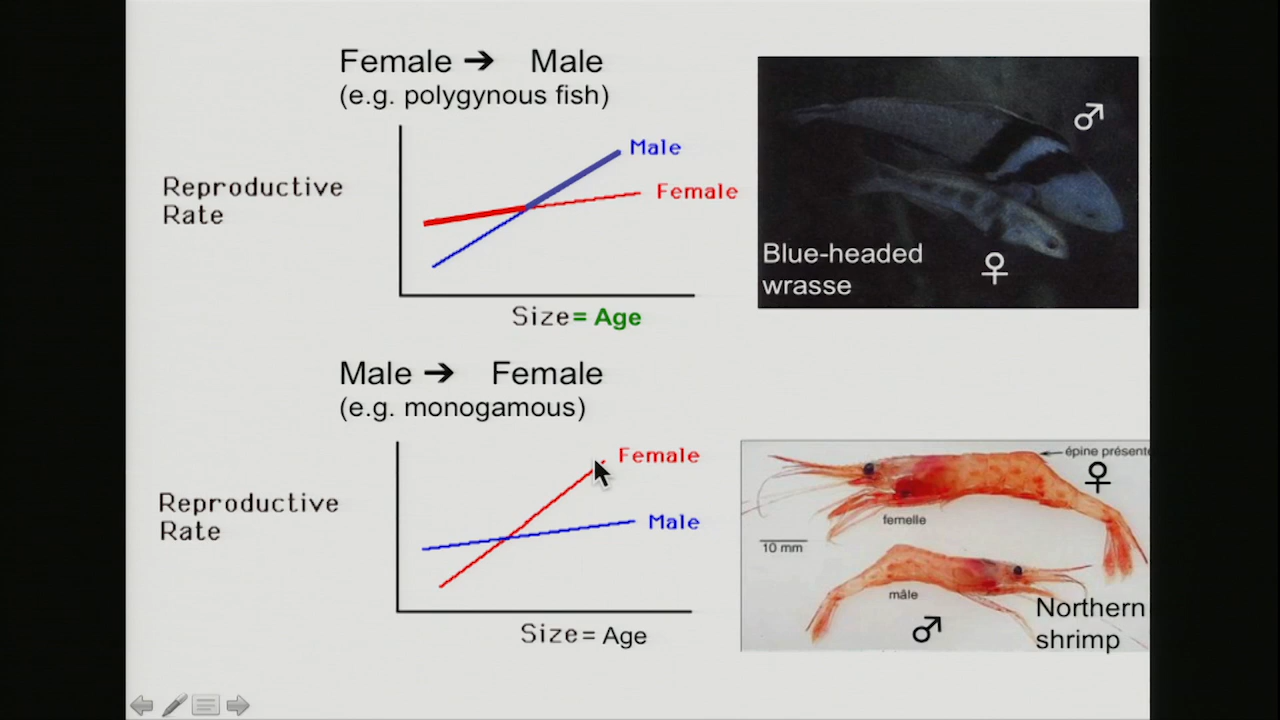 Female ➔ Male
(e.g. polygynous fish)
Male
Female
Reproductive
Rate
Size= Age
♂
Blue-headed
wrasse
♀
Male ➔ Female
(e.g. monogamous)
Female
Male
Reproductive
Rate
Size= Age
épine présente
♀
femelle
10 mm
mâle
♂
Northern
shrimp